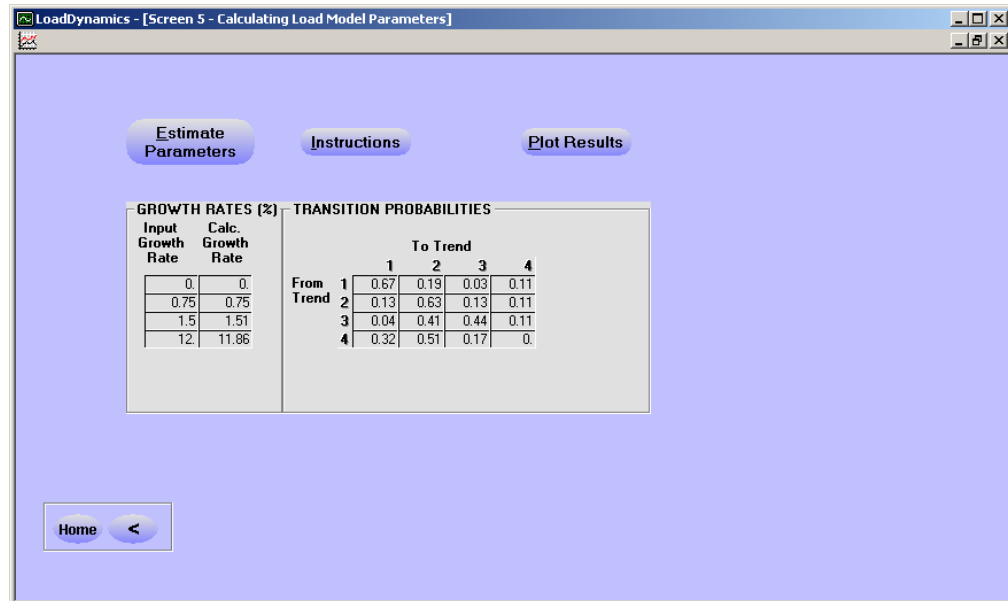 LoadDynamics - [Screen 5 - Calculating Load Model Parameters]
Estimate
Parameters
Instructions
Plot Results
GROWTH RATES (%)
Input Calc.
Growth Growth
Rate Rate
0. 0.
0.75 0.75
1.5 1.51
12. 11.86
TRANSITION PROBABILITIES
To Trend
1 2 3 4
From 1 0.67 0.19 0.03 0.11
Trend 2 0.13 0.63 0.13 0.11
3 0.04 0.41 0.44 0.11
4 0.32 0.51 0.17 0.
Home <